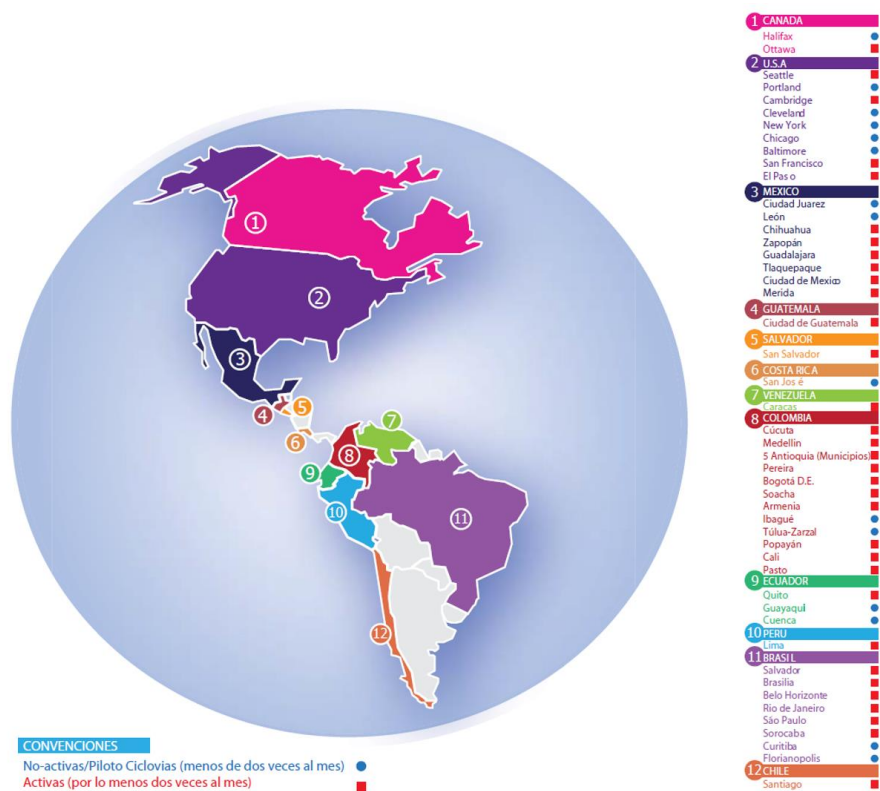 1 CANADA
Halifax
Ottawa
2 U.S.A
Seattle
Portland
Cambridge
Cleveland
New York
Chicago
Baltimore
San Francisco
El Paso
3 MEXICO
Ciudad Juarez
León
Chihuahua
Zapopán
Guadalajara
Tlaquepaque
Ciudad de Mexico
Merida
4 GUATEMALA
Ciudad de Guatemala
5 SALVADOR
San Salvador
6 COSTA RICA
San José
7 VENEZUELA
Caracas
8 COLOMBIA
Cúcuta
Medellin
5 Antioquia (Municipios)
Pereira
Bogotá D.E.
Soacha
Armenia
Ibagué
Túlua-Zarzal
Popayán
Cali
Pasto
9 ECUADOR
Quito
Guayaquil
Cuenca
10 PERU
Lima
11 BRASIL
Salvador
Brasilia
Belo Horizonte
Rio de Janeiro
São Paulo
Sorocaba
Curitiba
Florianopolis
12 CHILE
Santiago
1
2
3
4
5
6
7
8
9
10
11
12
CONVENCIONES
No-activas/Piloto Ciclovias (menos de dos veces al mes)
Activas (por lo menos dos veces al mes)